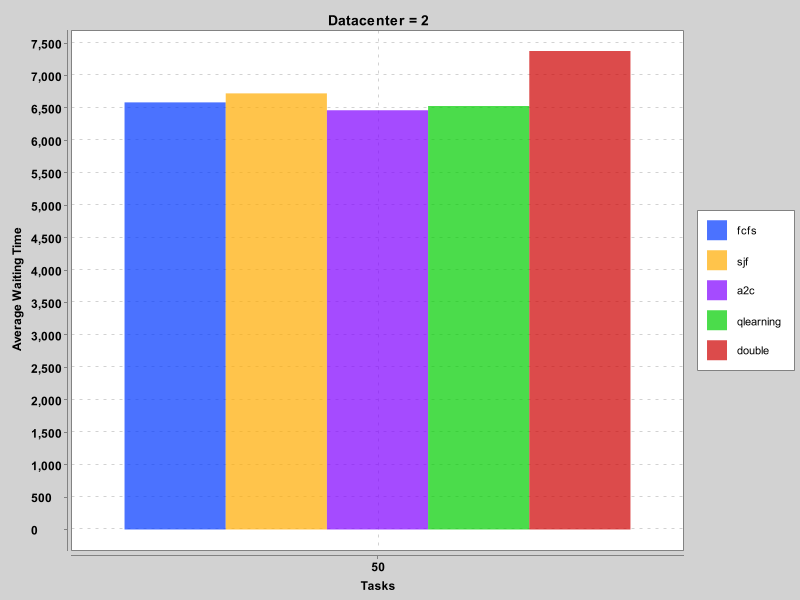 Datacenter = 2
Average Waiting Time
7,500
7,000
6,500
6,000
5,500
5,000
4,500
4,000
3,500
3,000
2,500
2,000
1,500
1,000
500
0
50
Tasks
fcfs
sjf
a2c
qlearning
double